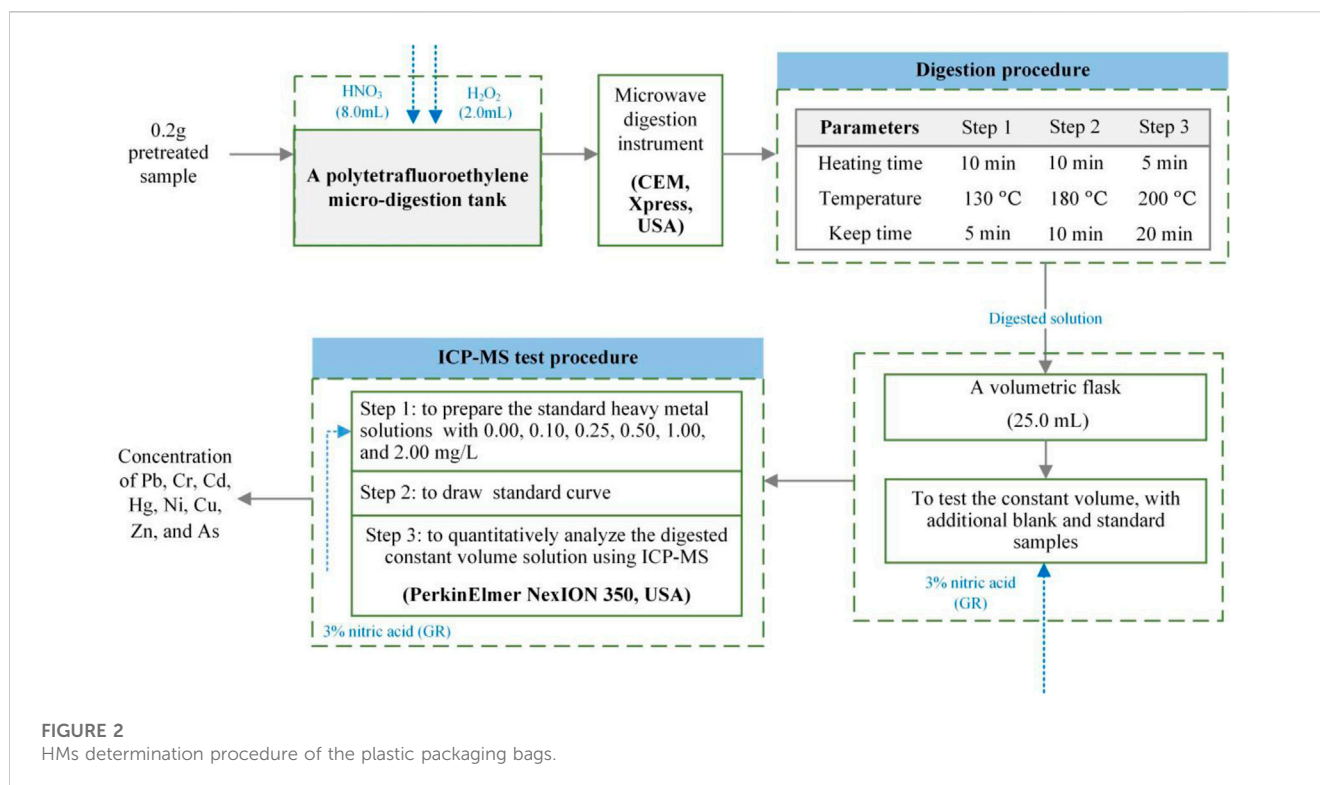 HNO₃
(8.0mL)
H₂O₂
(2.0mL)
0.2g
pretreated
sample
A polytetrafluoroethylene
micro-digestion tank
Microwave
digestion
instrument
(CEM,
Xpress,
USA)
Digestion procedure
Parameters Step 1 Step 2 Step 3
Heating time 10 min 10 min 5 min
Temperature 130 °C 180 °C 200 °C
Keep time 5 min 10 min 20 min
Digested solution
A volumetric flask
(25.0 mL)
To test the constant volume, with
additional blank and standard
samples
3% nitric acid
(GR)
ICP-MS test procedure
Step 1: to prepare the standard heavy metal
solutions with 0.00, 0.10, 0.25, 0.50, 1.00,
and 2.00 mg/L
Step 2: to draw standard curve
Step 3: to quantitatively analyze the digested
constant volume solution using ICP-MS
(PerkinElmer NexION 350, USA)
3% nitric acid (GR)
Concentration
of Pb, Cr, Cd,
Hg, Ni, Cu,
Zn, and As
FIGURE 2
HMs determination procedure of the plastic packaging bags.